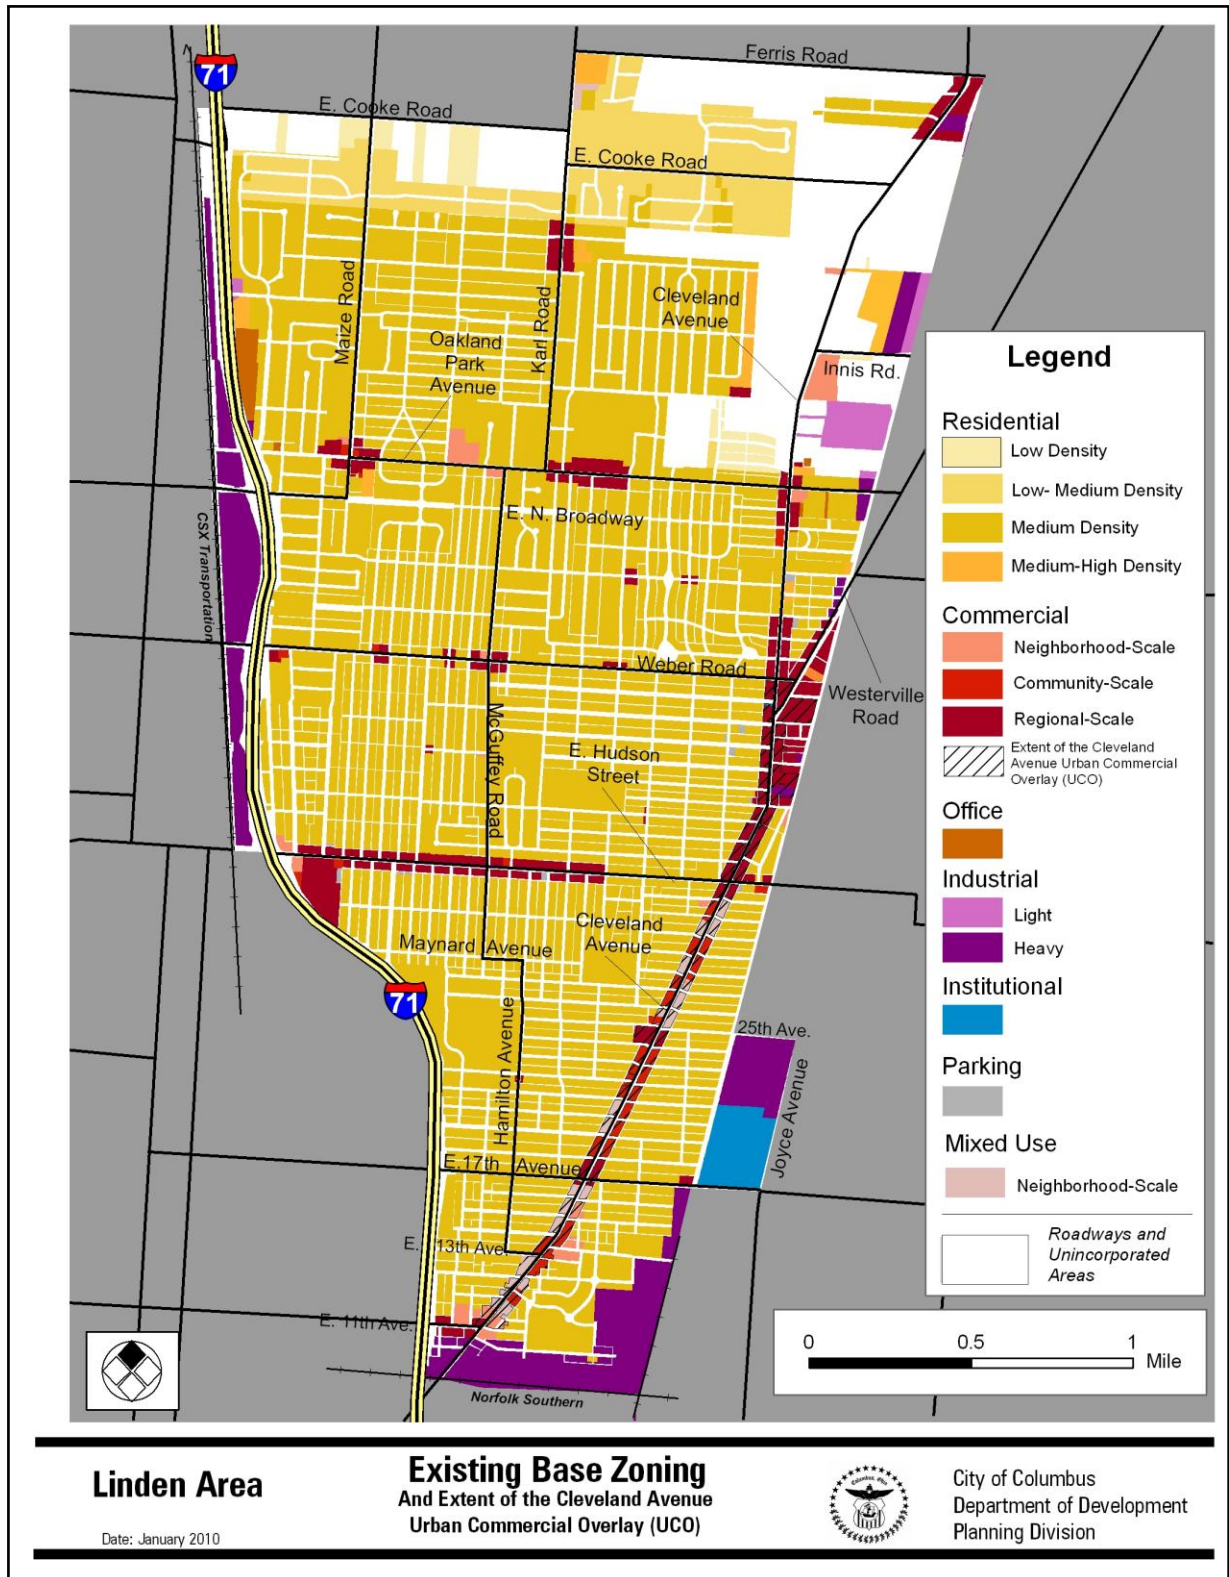 Ferris Road
71
E. Cooke Road
E. Cooke Road
Maize Road
Karl Road
Cleveland
Avenue
Oakland
Park
Avenue
Innis Rd.
E. N. Broadway
CSX Transportation
Weber Road
Westerville
Road
McGuffey Road
E. Hudson
Street
Cleveland
Avenue
Maynard Avenue
71
Hamilton Avenue
25th Ave.
Joyce Avenue
E.17th Avenue
E. 13th Ave.
E. 11th Ave.
Norfolk Southern
Legend
Residential
Low Density
Low- Medium Density
Medium Density
Medium-High Density
Commercial
Neighborhood-Scale
Community-Scale
Regional-Scale
Extent of the Cleveland
Avenue Urban Commercial
Overlay (UCO)
Office
Industrial
Light
Heavy
Institutional
Parking
Mixed Use
Neighborhood-Scale
Roadways and
Unincorporated
Areas
0 0.5 1
Mile
Linden Area
Date: January 2010
Existing Base Zoning
And Extent of the Cleveland Avenue
Urban Commercial Overlay (UCO)
City of Columbus
Department of Development
Planning Division